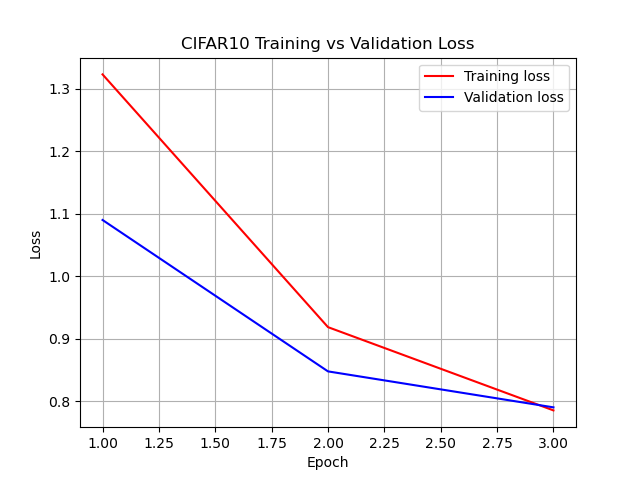 CIFAR10 Training vs Validation Loss
Training loss
Validation loss
Loss
1.3
1.2
1.1
1.0
0.9
0.8
1.00 1.25 1.50 1.75 2.00 2.25 2.50 2.75 3.00
Epoch